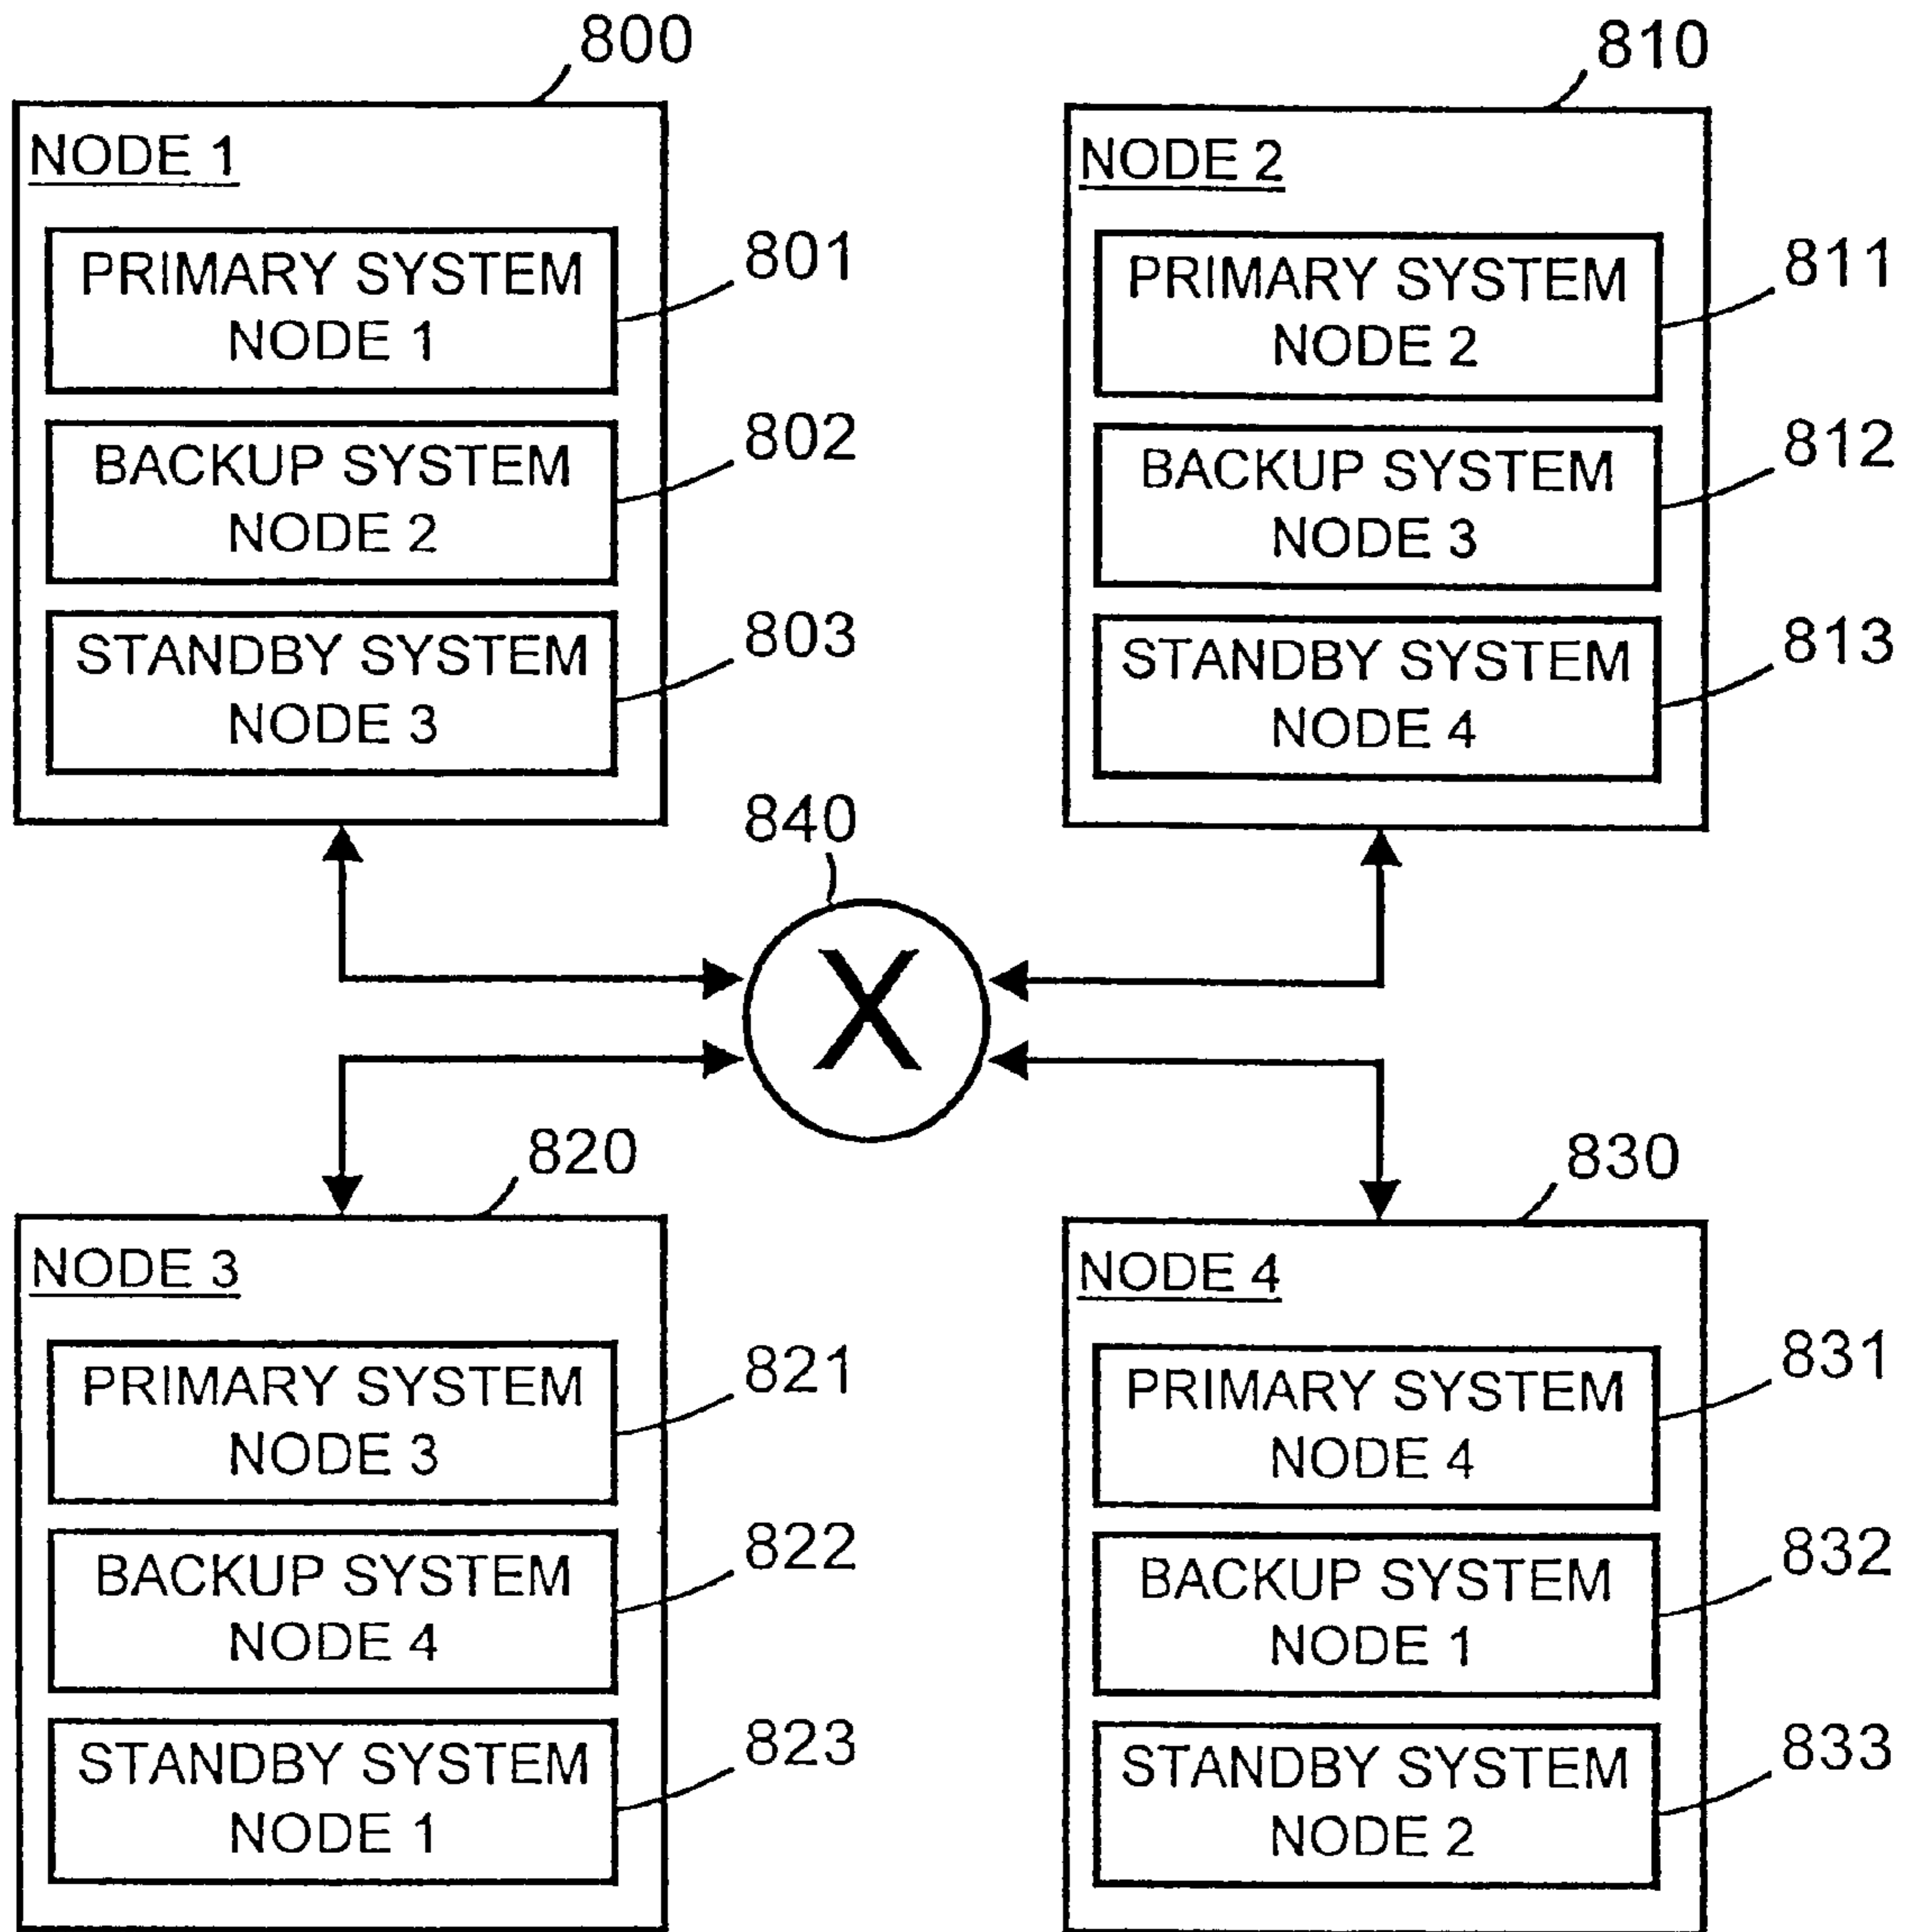 800
NODE 1
PRIMARY SYSTEM
NODE 1
801
BACKUP SYSTEM
NODE 2
802
STANDBY SYSTEM
NODE 3
803
810
NODE 2
PRIMARY SYSTEM
NODE 2
811
BACKUP SYSTEM
NODE 3
812
STANDBY SYSTEM
NODE 4
813
840
X
820
NODE 3
PRIMARY SYSTEM
NODE 3
821
BACKUP SYSTEM
NODE 4
822
STANDBY SYSTEM
NODE 1
823
830
NODE 4
PRIMARY SYSTEM
NODE 4
831
BACKUP SYSTEM
NODE 1
832
STANDBY SYSTEM
NODE 2
833